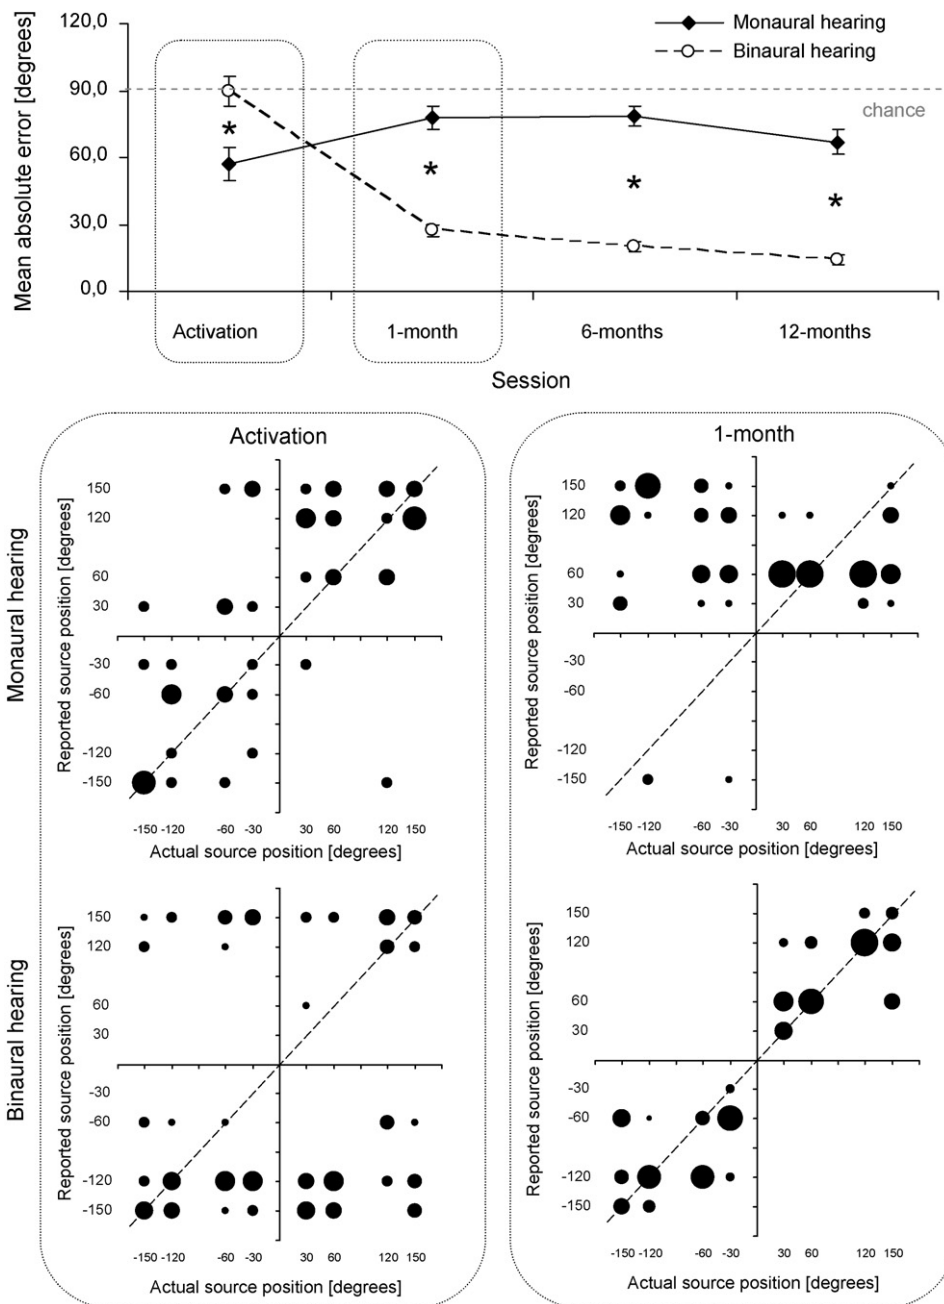 120,0
90,0
60,0
30,0
0,0
Mean absolute error [degrees]
Monaural hearing
Binaural hearing
chance
*
*
*
*
Activation 1-month 6-months 12-months
Session
Activation
1-month
Monaural hearing
Reported source position [degrees]
150
120
60
30
-30
-60
-120
-150
-150 -120 -60 -30 30 60 120 150
Actual source position [degrees]
Reported source position [degrees]
150
120
60
30
-30
-60
-120
-150
-150 -120 -60 -30 30 60 120 150
Actual source position [degrees]
Binaural hearing
Reported source position [degrees]
150
120
60
30
-30
-60
-120
-150
-150 -120 -60 -30 30 60 120 150
Actual source position [degrees]
Reported source position [degrees]
150
120
60
30
-30
-60
-120
-150
-150 -120 -60 -30 30 60 120 150
Actual source position [degrees]